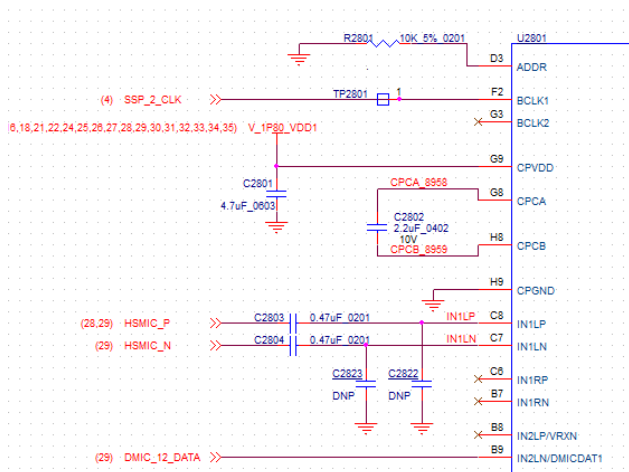 R2801 10K_5%_0201 U2801
D3 ADDR
(4) SSP_2_CLK TP2801 1 F2 BCLK1
G3 BCLK2
6,18,21,22,24,25,26,27,28,29,30,31,32,33,34,35) V_1P80_VDD1
G9 CPVDD
C2801
4.7uF_0603
CPCA_8958 G8 CPCA
C2802
2.2uF_0402
10V
CPCB_8959 H8 CPCB
H9 CPGND
(28,29) HSMIC_P C2803 0.47uF_0201 IN1LP C8 IN1LP
(29) HSMIC_N C2804 0.47uF_0201 IN1LN C7 IN1LN
C2823 C2822 C6 IN1RP
DNP DNP B7 IN1RN
B8 IN2LP/VRXN
(29) DMIC_12_DATA B9 IN2LN/DMICDAT1